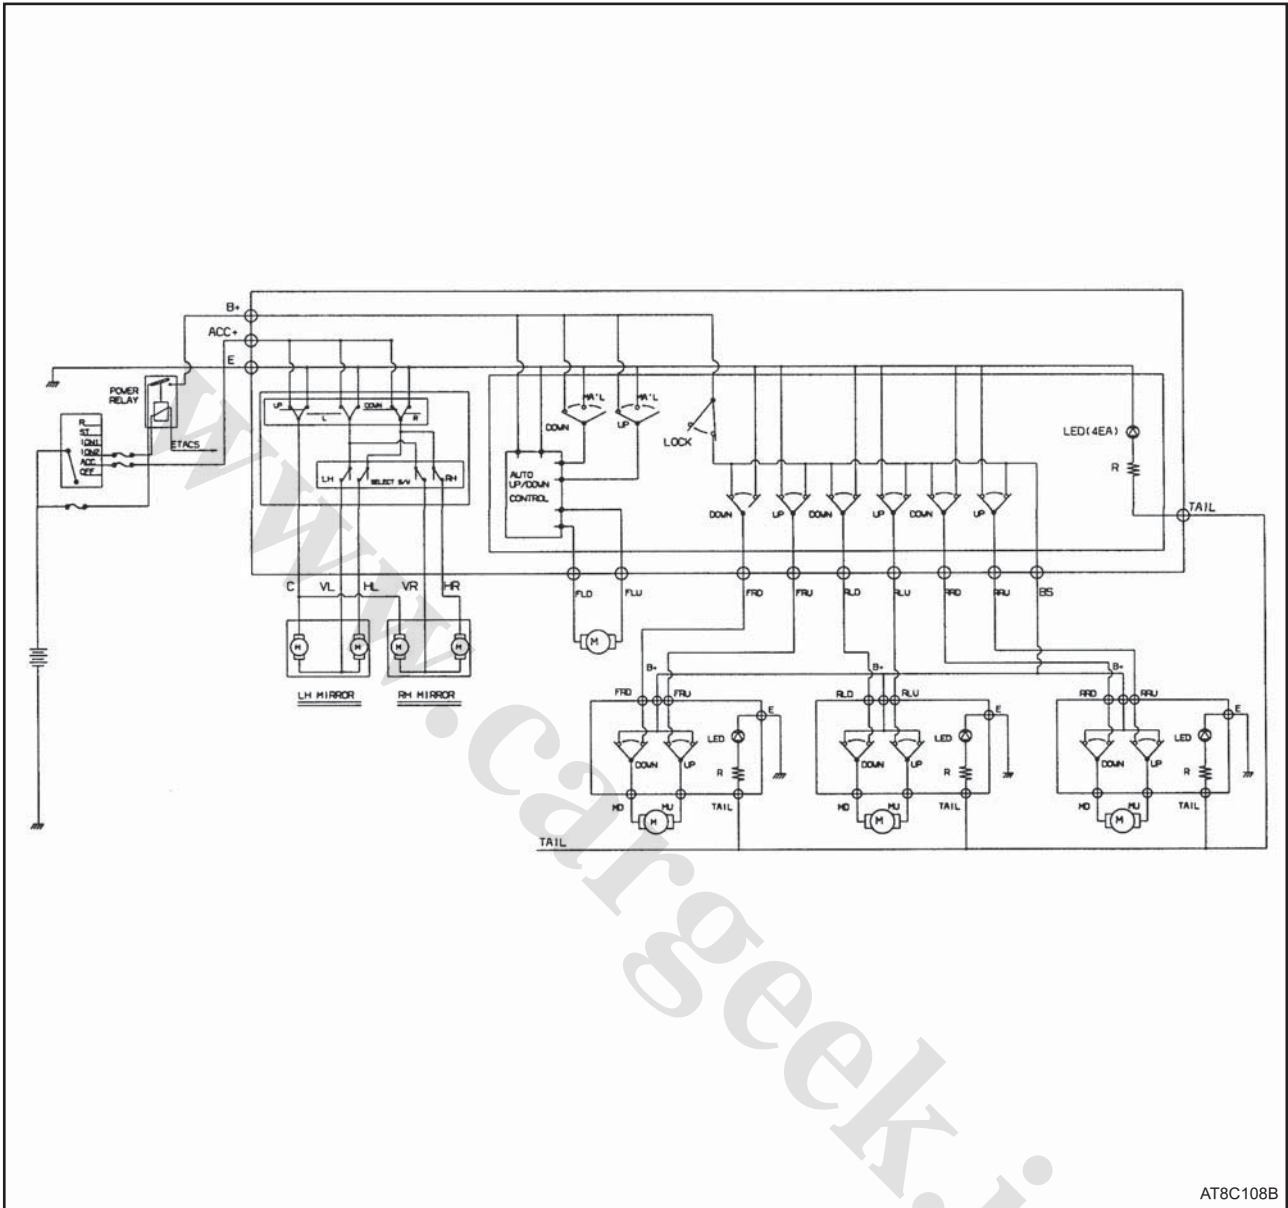 B+
ACC+
E
POWER
RELAY
R
ST
IGN1
IGN2
ACC
OFF
ETACS
UP
L
DOWN
R
LH
SELECT S/W
RH
MA'L
DOWN
MA'L
UP
LOCK
AUTO
UP/DOWN
CONTROL
LED(4EA)
R
TAIL
DOWN
UP
DOWN
UP
DOWN
UP
C
VL
HL
VR
HR
FLD
FLU
FRD
FRU
RLD
RLU
RRD
RRU
BS
M
M
M
M
M
LH MIRROR
RH MIRROR
FRD
B+
FRU
E
LED
DOWN
UP
R
MD
MU
TAIL
M
RLD
B+
RLU
E
LED
DOWN
UP
R
MD
MU
TAIL
M
RRD
B+
RRU
E
LED
DOWN
UP
R
MD
MU
TAIL
M
TAIL
www.cargeek.i
AT8C108B